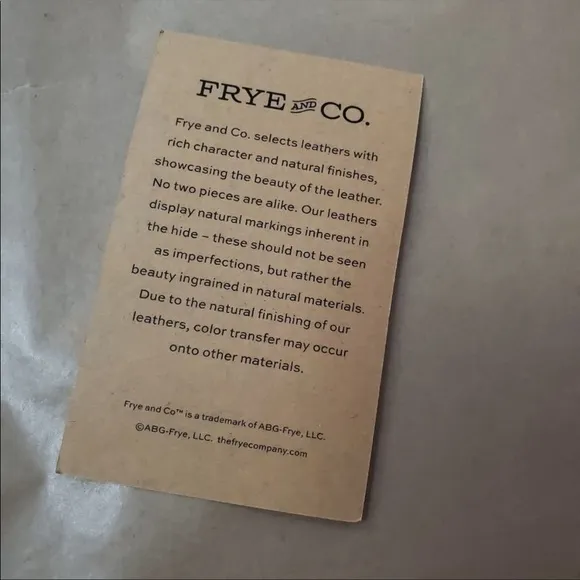 FRYE AND CO.
Frye and Co. selects leathers with
rich character and natural finishes,
showcasing the beauty of the leather.
No two pieces are alike. Our leathers
display natural markings inherent in
the hide – these should not be seen
as imperfections, but rather the
beauty ingrained in natural materials.
Due to the natural finishing of our
leathers, color transfer may occur
onto other materials.
Frye and Co™ is a trademark of ABG-Frye, LLC.
©ABG-Frye, LLC. thefryecompany.com